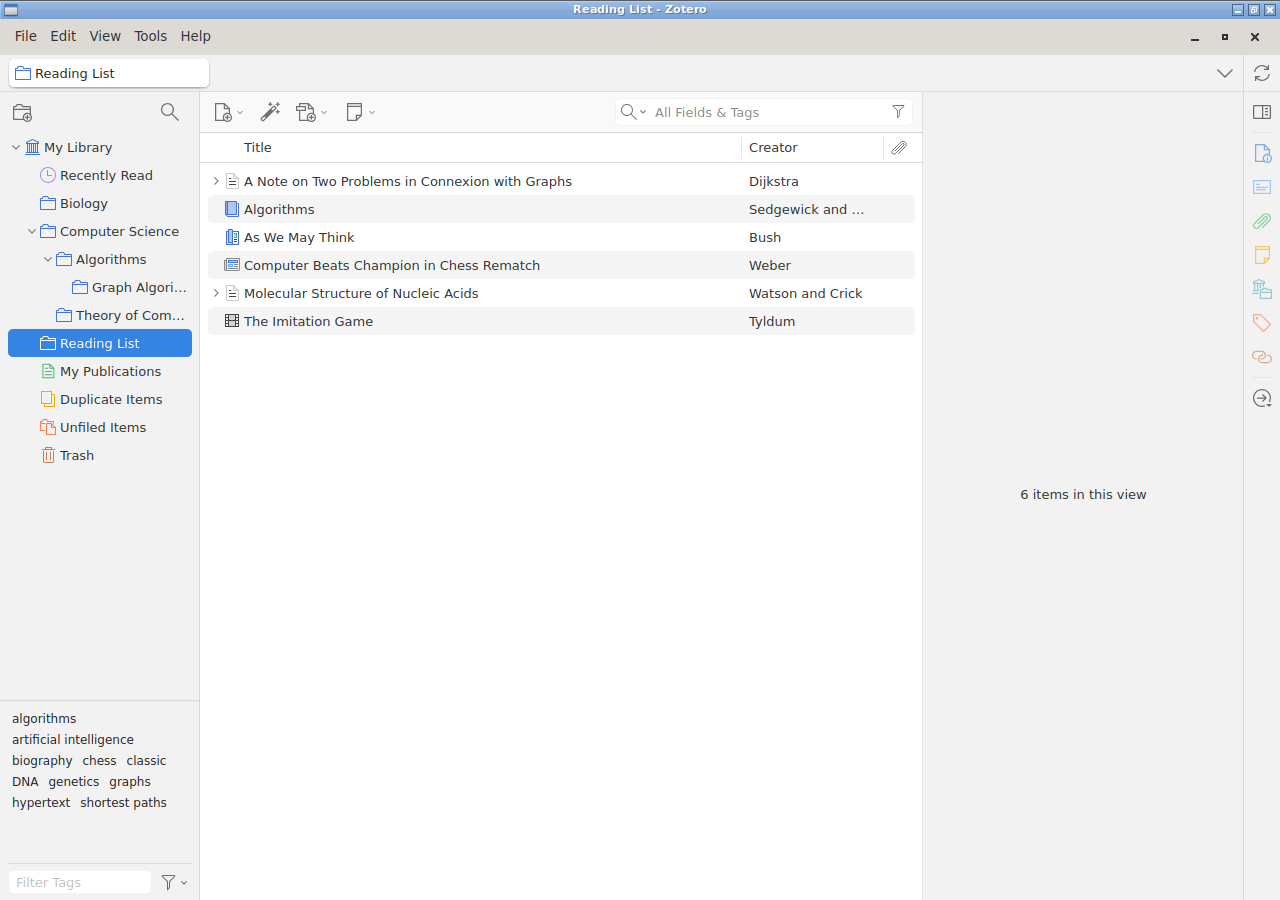 Reading List - Zotero
File Edit View Tools Help
Reading List
All Fields & Tags
My Library
Recently Read
Biology
Computer Science
Algorithms
Graph Algori...
Theory of Com...
Reading List
My Publications
Duplicate Items
Unfiled Items
Trash
Title Creator
A Note on Two Problems in Connexion with Graphs Dijkstra
Algorithms Sedgewick and ...
As We May Think Bush
Computer Beats Champion in Chess Rematch Weber
Molecular Structure of Nucleic Acids Watson and Crick
The Imitation Game Tyldum
6 items in this view
algorithms
artificial intelligence
biography chess classic
DNA genetics graphs
hypertext shortest paths
Filter Tags